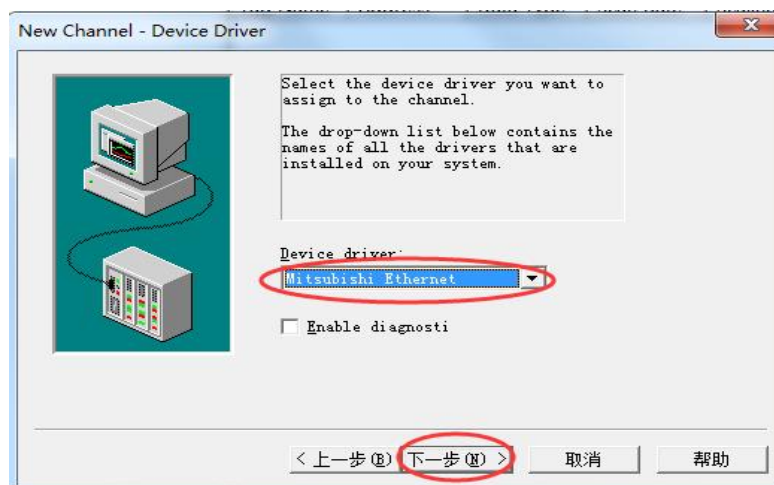 New Channel - Device Driver
Select the device driver you want to
assign to the channel.
The drop-down list below contains the
names of all the drivers that are
installed on your system.
Device driver:
Mitsubishi Ethernet
Enable diagnosti
< 上一步(B) 下一步(N) > 取消 帮助